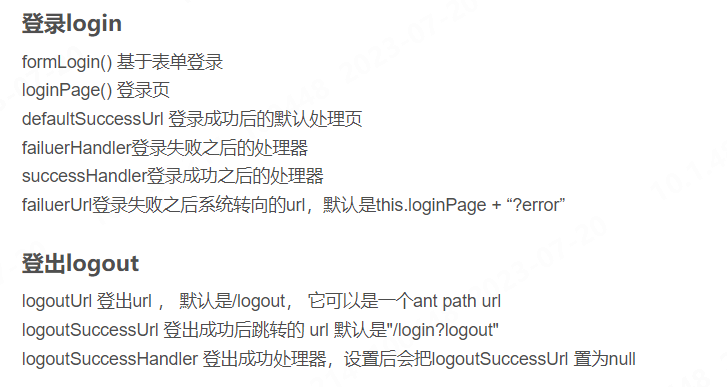 登录login
formLogin() 基于表单登录
loginPage() 登录页
defaultSuccessUrl 登录成功后的默认处理页
failuerHandler登录失败之后的处理器
successHandler登录成功之后的处理器
failuerUrl登录失败之后系统转向的url，默认是this.loginPage + “?error”
登出logout
logoutUrl 登出url ， 默认是/logout， 它可以是一个ant path url
logoutSuccessUrl 登出成功后跳转的 url 默认是"/login?logout"
logoutSuccessHandler 登出成功处理器，设置后会把logoutSuccessUrl 置为null